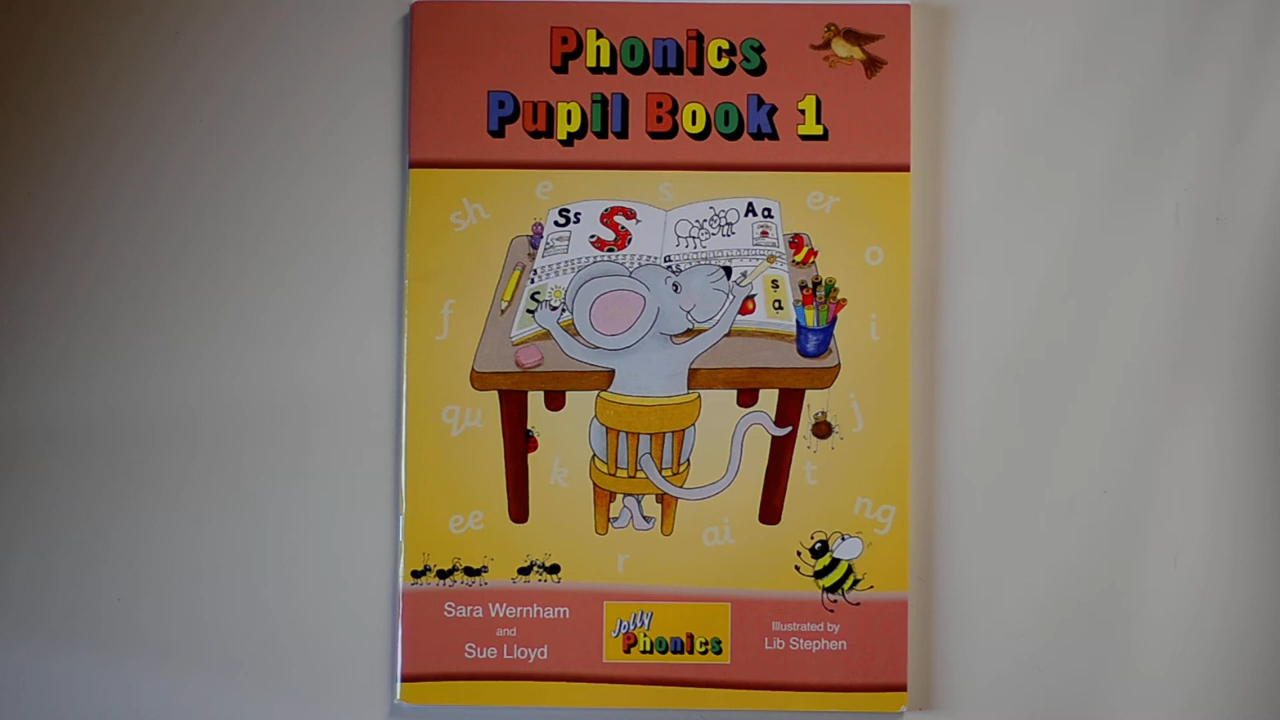 Phonics
Pupil Book 1
e
s
sh
er
Ss
Aa
o
s
S
a
f
i
qu
j
k
t
ee
ai
ng
r
Sara Wernham
and
Sue Lloyd
Jolly
Phonics
Illustrated by
Lib Stephen